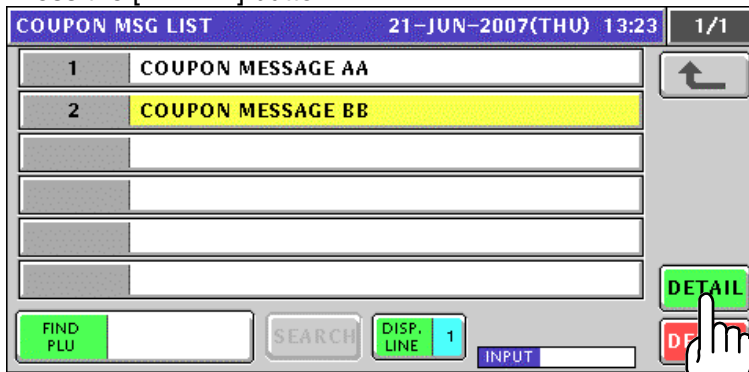 COUPON MSG LIST 21-JUN-2007(THU) 13:23 1/1
1 COUPON MESSAGE AA
2 COUPON MESSAGE BB
DETAIL
FIND PLU SEARCH DISP. LINE 1 INPUT